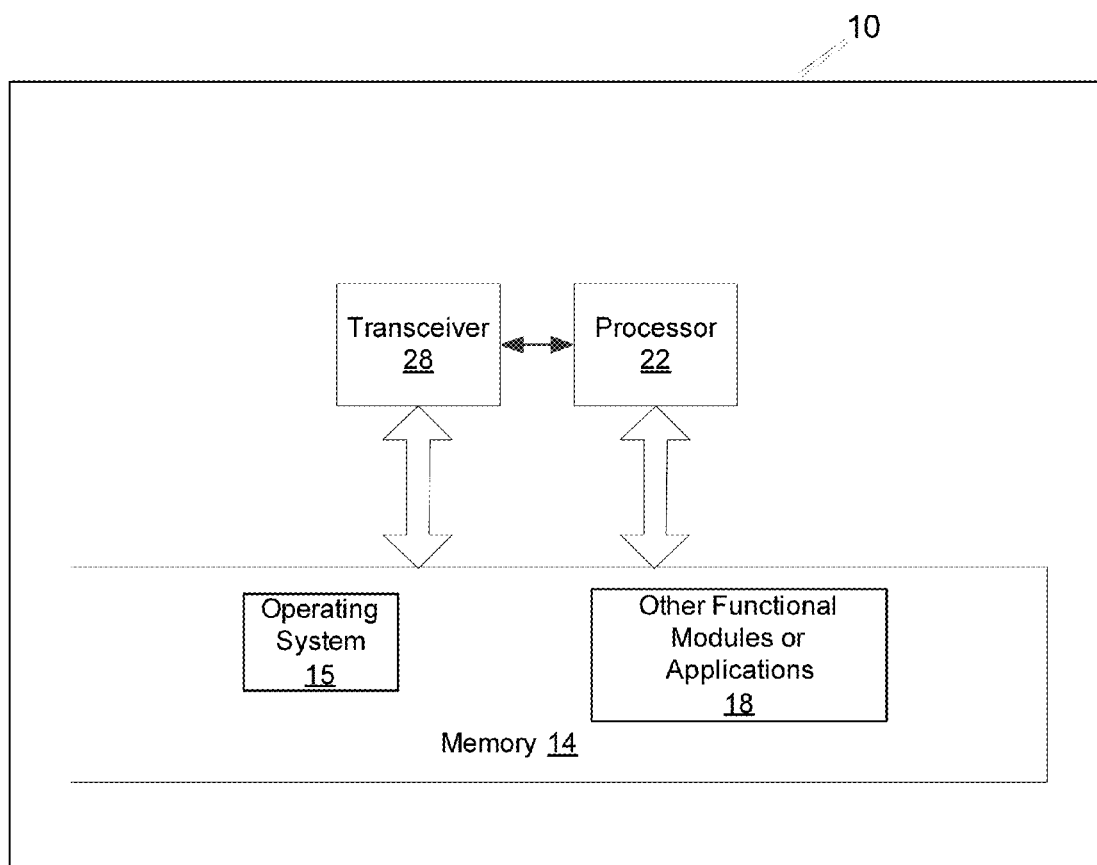 10
Transceiver
28
Processor
22
Operating
System
15
Other Functional
Modules or
Applications
18
Memory 14